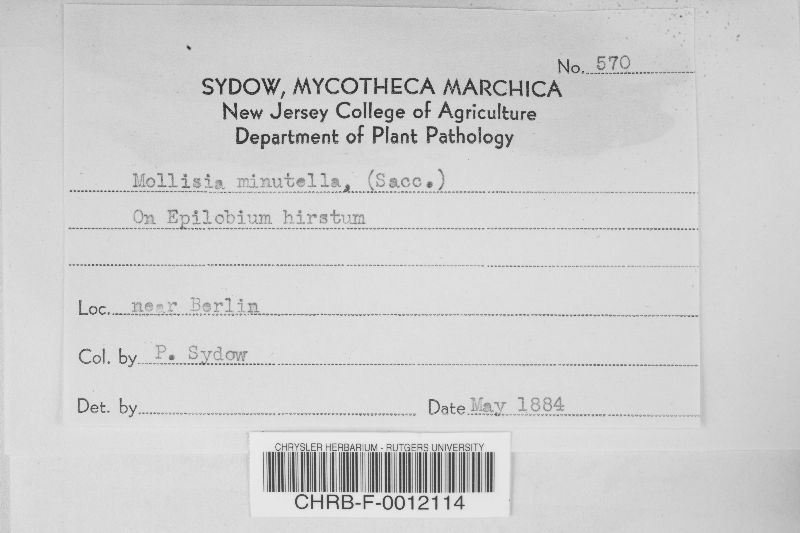 No. 570
SYDOW, MYCOTHECA MARCHICA
New Jersey College of Agriculture
Department of Plant Pathology
Mollisia minutella, (Sacc.)
On Epilobium hirstum
Loc. near Berlin
Col. by P. Sydow
Det. by Date May 1884
CHRYSLER HERBARIUM - RUTGERS UNIVERSITY
CHRB-F-0012114